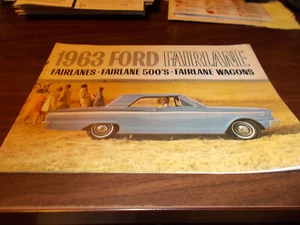 1963 FORD FAIRLANE
FAIRLANES · FAIRLANE 500'S · FAIRLANE WAGONS